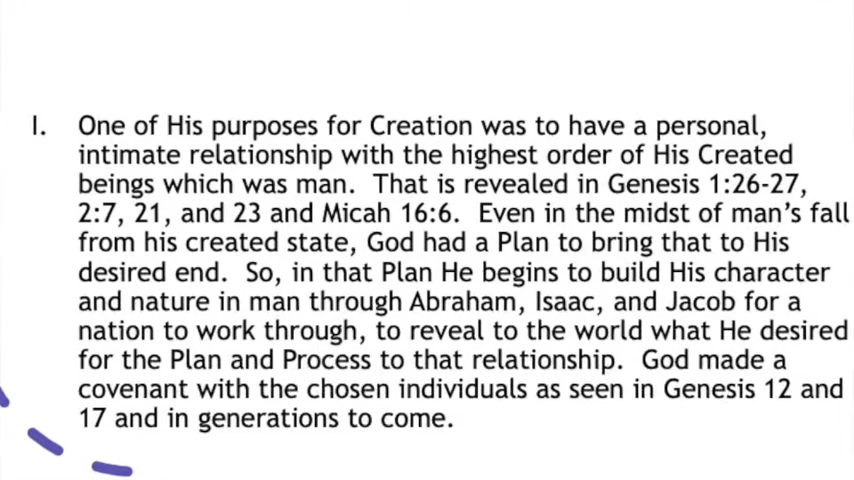 I. One of His purposes for Creation was to have a personal,
intimate relationship with the highest order of His Created
beings which was man. That is revealed in Genesis 1:26-27,
2:7, 21, and 23 and Micah 16:6. Even in the midst of man's fall
from his created state, God had a Plan to bring that to His
desired end. So, in that Plan He begins to build His character
and nature in man through Abraham, Isaac, and Jacob for a
nation to work through, to reveal to the world what He desired
for the Plan and Process to that relationship. God made a
covenant with the chosen individuals as seen in Genesis 12 and
17 and in generations to come.